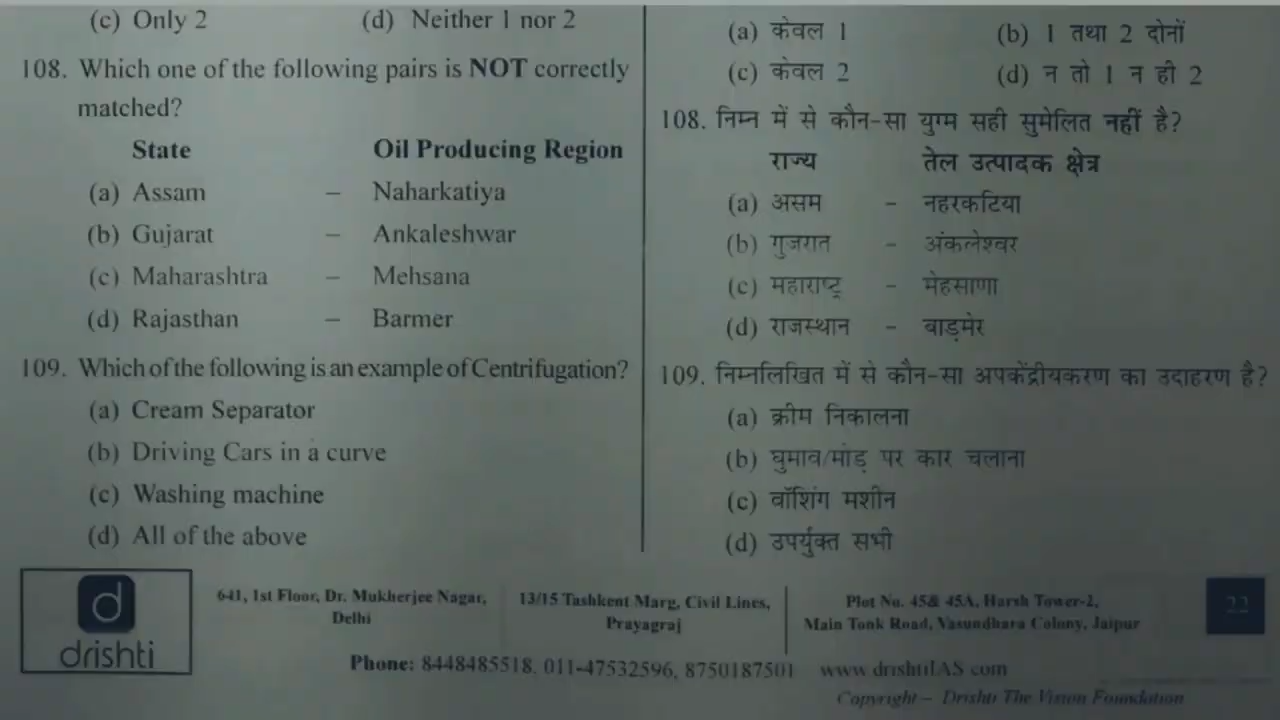 (c) Only 2 (d) Neither 1 nor 2
108. Which one of the following pairs is NOT correctly
matched?
State Oil Producing Region
(a) Assam – Naharkatiya
(b) Gujarat – Ankaleshwar
(c) Maharashtra – Mehsana
(d) Rajasthan – Barmer
109. Which of the following is an example of Centrifugation?
(a) Cream Separator
(b) Driving Cars in a curve
(c) Washing machine
(d) All of the above
(a) केवल 1 (b) 1 तथा 2 दोनों
(c) केवल 2 (d) न तो 1 न ही 2
108. निम्न में से कौन-सा युग्म सही सुमेलित नहीं है?
राज्य तेल उत्पादक क्षेत्र
(a) असम - नहरकटिया
(b) गुजरात - अंकलेश्वर
(c) महाराष्ट्र - मेहसाणा
(d) राजस्थान - बाड़मेर
109. निम्नलिखित में से कौन-सा अपकेंद्रीयकरण का उदाहरण है?
(a) क्रीम निकालना
(b) घुमाव/मोड़ पर कार चलाना
(c) वॉशिंग मशीन
(d) उपर्युक्त सभी
d
drishti
641, 1st Floor, Dr. Mukherjee Nagar,
Delhi
13/15 Tashkent Marg, Civil Lines,
Prayagraj
Plot No. 45& 45A, Harsh Tower-2,
Main Tonk Road, Vasundhara Colony, Jaipur
22
Phone: 8448485518, 011-47532596, 8750187501 www.drishtiIAS com
Copyright – Drishti The Vision Foundation